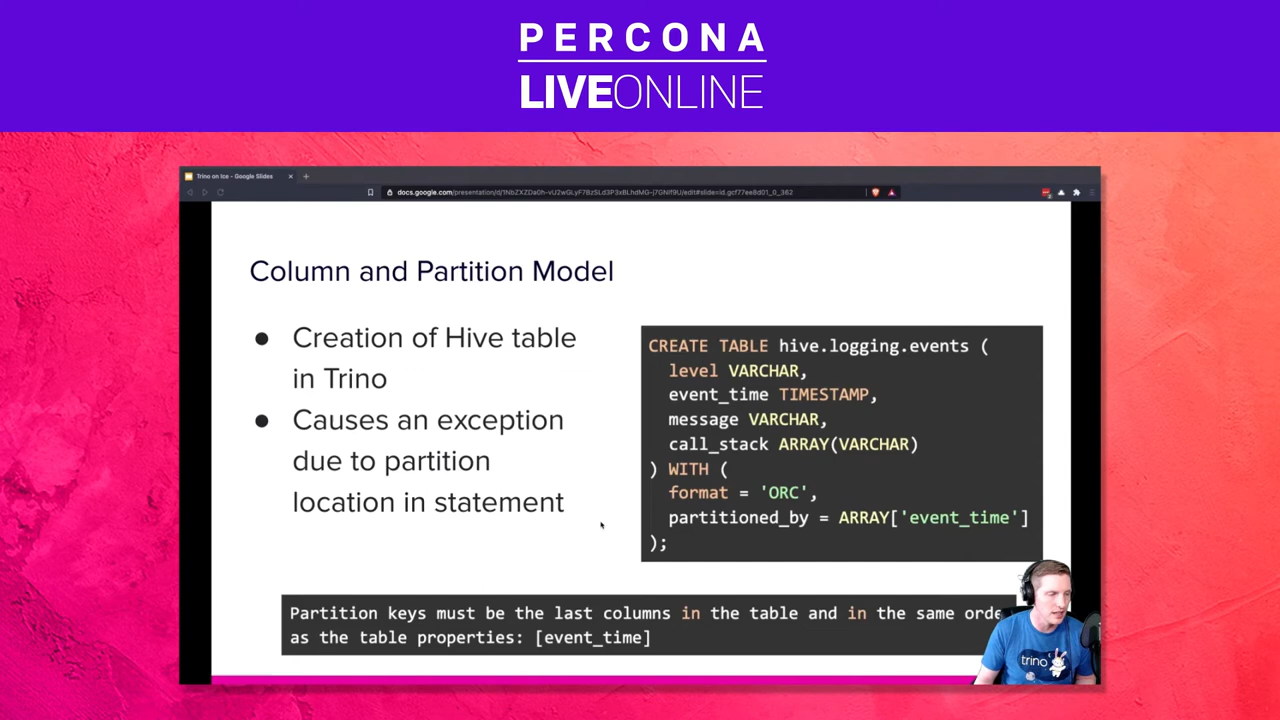 PERCONA
LIVEONLINE
Trino on Ice - Google Slides
Column and Partition Model
● Creation of Hive table
in Trino
● Causes an exception
due to partition
location in statement
CREATE TABLE hive.logging.events (
level VARCHAR,
event_time TIMESTAMP,
message VARCHAR,
call_stack ARRAY(VARCHAR)
) WITH (
format = 'ORC',
partitioned_by = ARRAY['event_time']
);
Partition keys must be the last columns in the table and in the same orde
as the table properties: [event_time]
trino